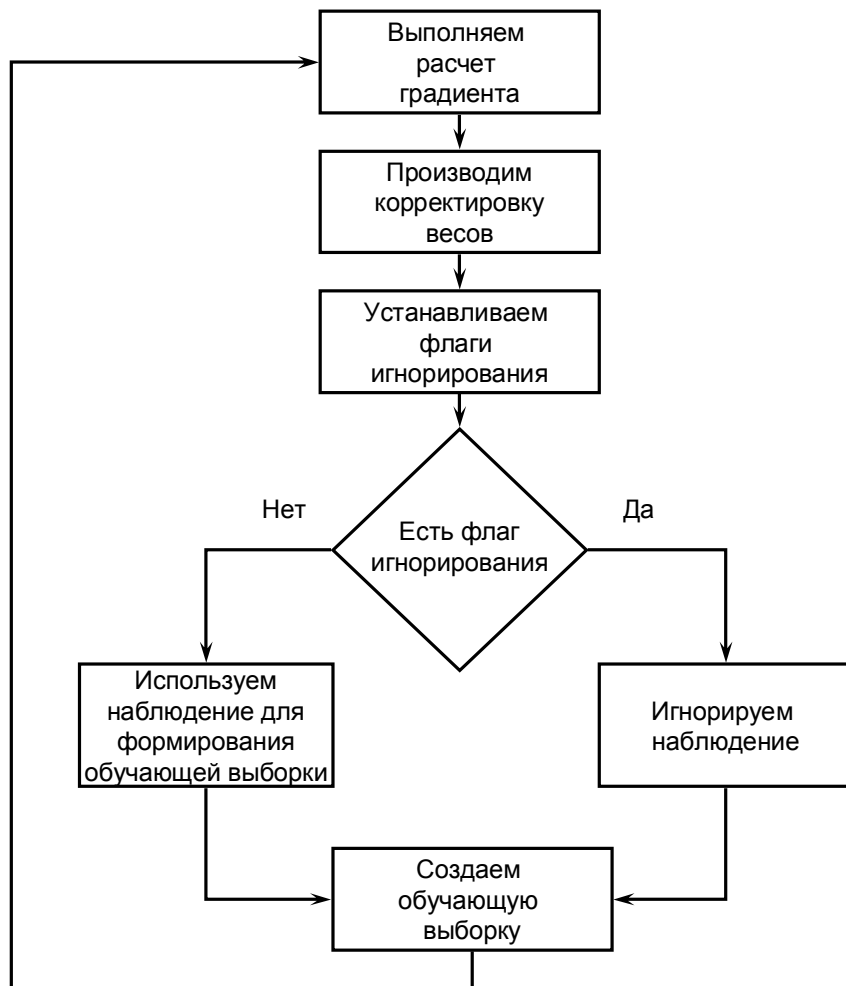 Выполняем
расчет
градиента
Производим
корректировку
весов
Устанавливаем
флаги
игнорирования
Нет
Да
Есть флаг
игнорирования
Используем
наблюдение для
формирования
обучающей выборки
Игнорируем
наблюдение
Создаем
обучающую
выборку